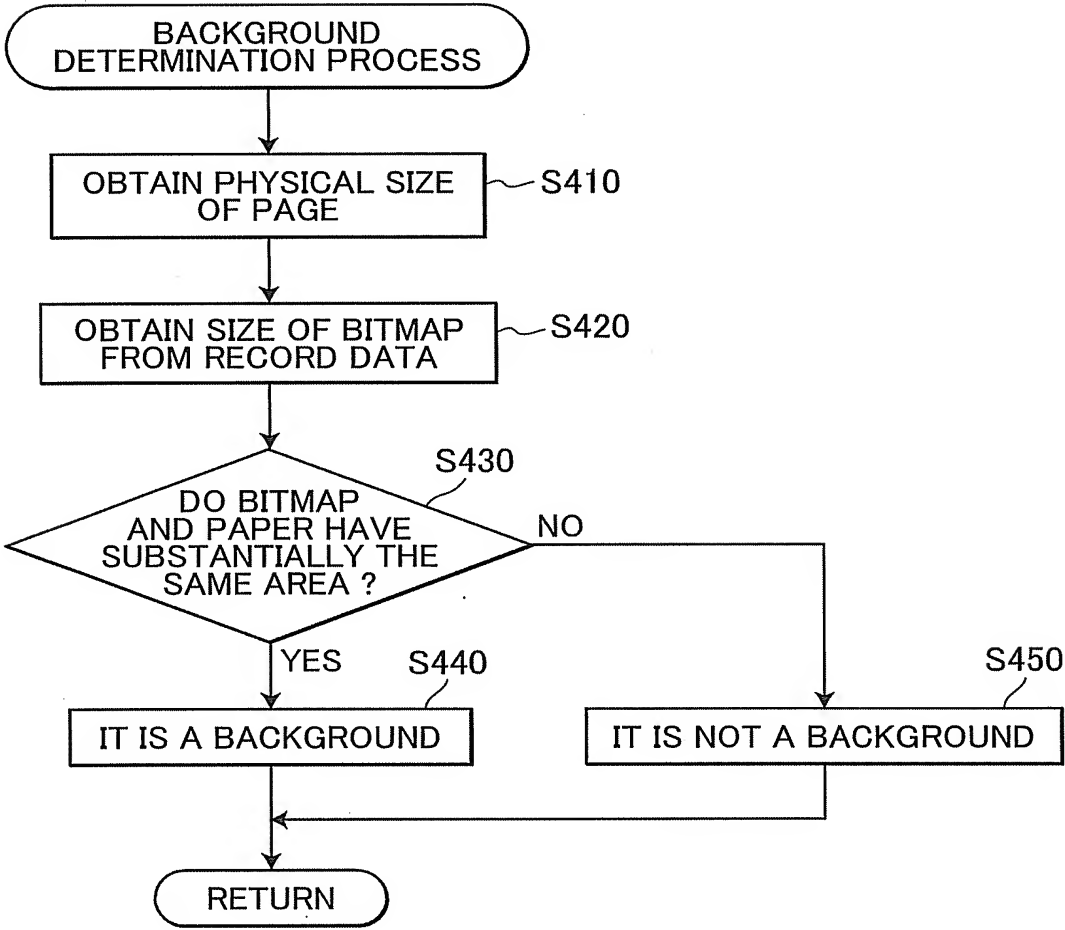 BACKGROUND
DETERMINATION PROCESS
OBTAIN PHYSICAL SIZE
OF PAGE
S410
OBTAIN SIZE OF BITMAP
FROM RECORD DATA
S420
S430
DO BITMAP
AND PAPER HAVE
SUBSTANTIALLY THE
SAME AREA ?
NO
YES
S440
S450
IT IS A BACKGROUND
IT IS NOT A BACKGROUND
RETURN